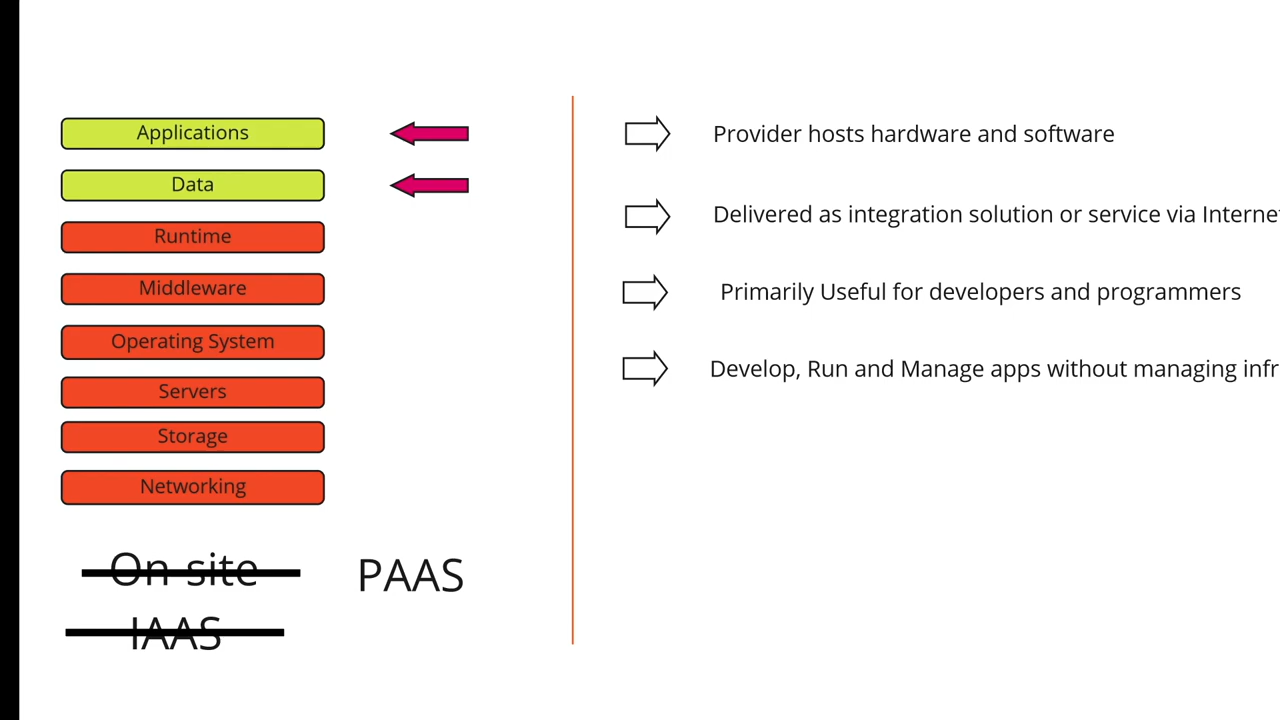 Applications
Data
Runtime
Middleware
Operating System
Servers
Storage
Networking
On-site
IAAS
PAAS
Provider hosts hardware and software
Delivered as integration solution or service via Interne
Primarily Useful for developers and programmers
Develop, Run and Manage apps without managing infr